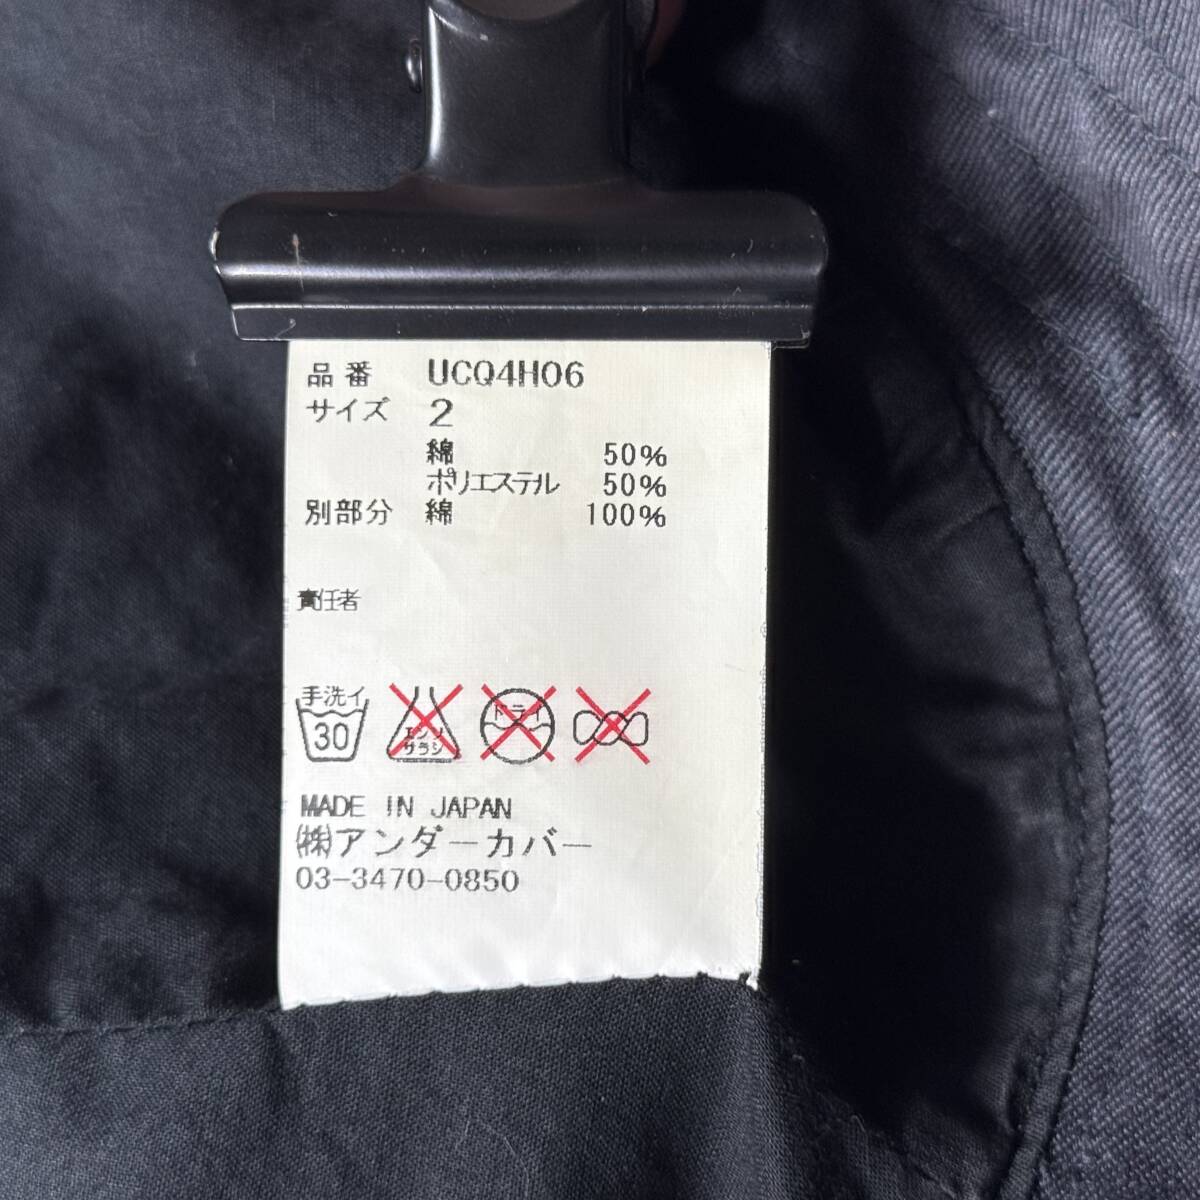 品番 UCQ4H06
サイズ 2
綿 50%
ポリエステル 50%
別部分 綿 100%
責任者
手洗イ
30
エンソ
サラシ
ドライ
MADE IN JAPAN
(株)アンダーカバー
03-3470-0850